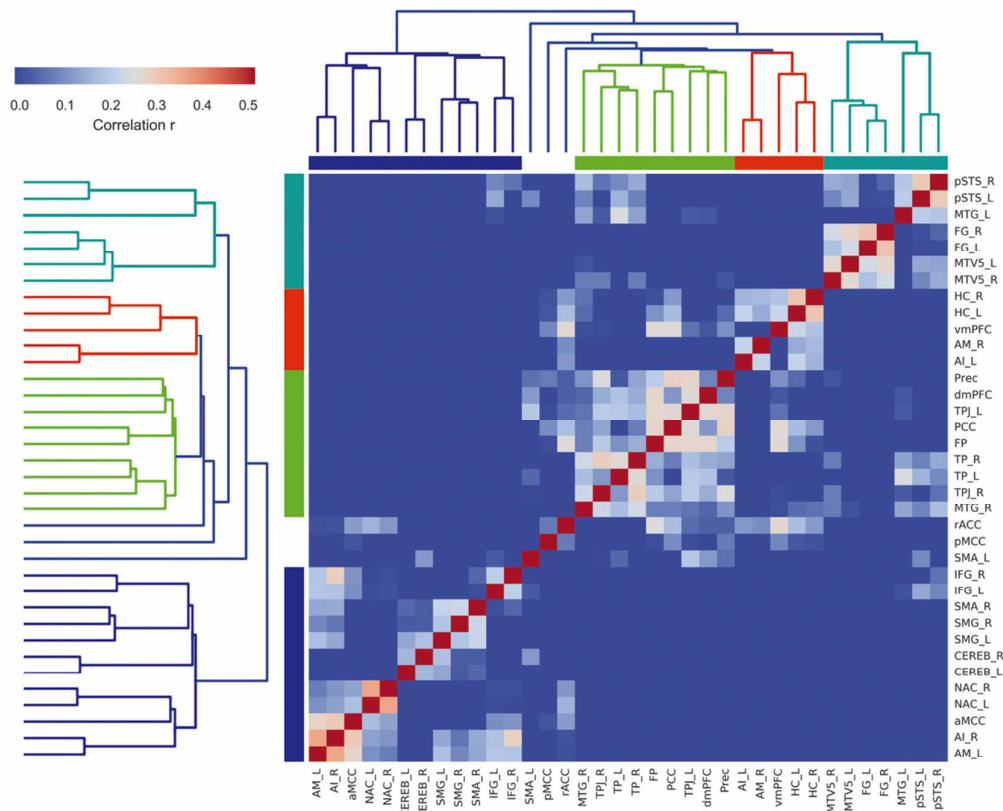 0.0 0.1 0.2 0.3 0.4 0.5
Correlation r
pSTS_R
pSTS_L
MTG_L
FG_R
FG_L
MTV5_L
MTV5_R
HC_R
HC_L
vmPFC
AM_R
AI_L
Prec
dmPFC
TPJ_L
PCC
FP
TP_R
TP_L
TPJ_R
MTG_R
rACC
pMCC
SMA_L
IFG_R
IFG_L
SMA_R
SMG_R
SMG_L
CEREB_R
CEREB_L
NAC_R
NAC_L
aMCC
AI_R
AM_L
AM_L
AI_R
aMCC
NAC_L
NAC_R
EREB_L
EREB_R
SMG_L
SMG_R
SMA_R
IFG_L
IFG_R
SMA_L
pMCC
rACC
MTG_R
TPJ_R
TP_L
TP_R
FP
PCC
TPJ_L
dmPFC
Prec
AI_L
AM_R
vmPFC
HC_L
HC_R
MTV5_R
MTV5_L
FG_L
FG_R
MTG_L
pSTS_L
pSTS_R